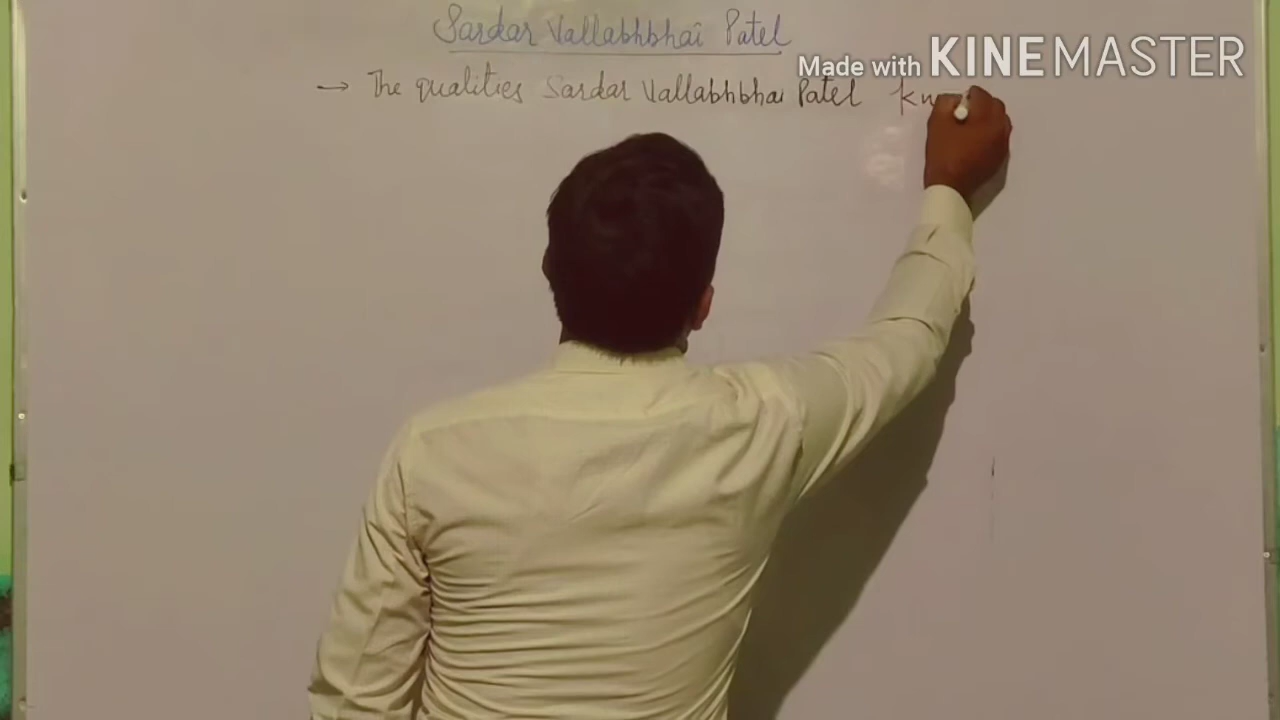 Sardar Vallabhbhai Patel
Made with KINEMASTER
→ The qualities Sardar Vallabhbhai Patel